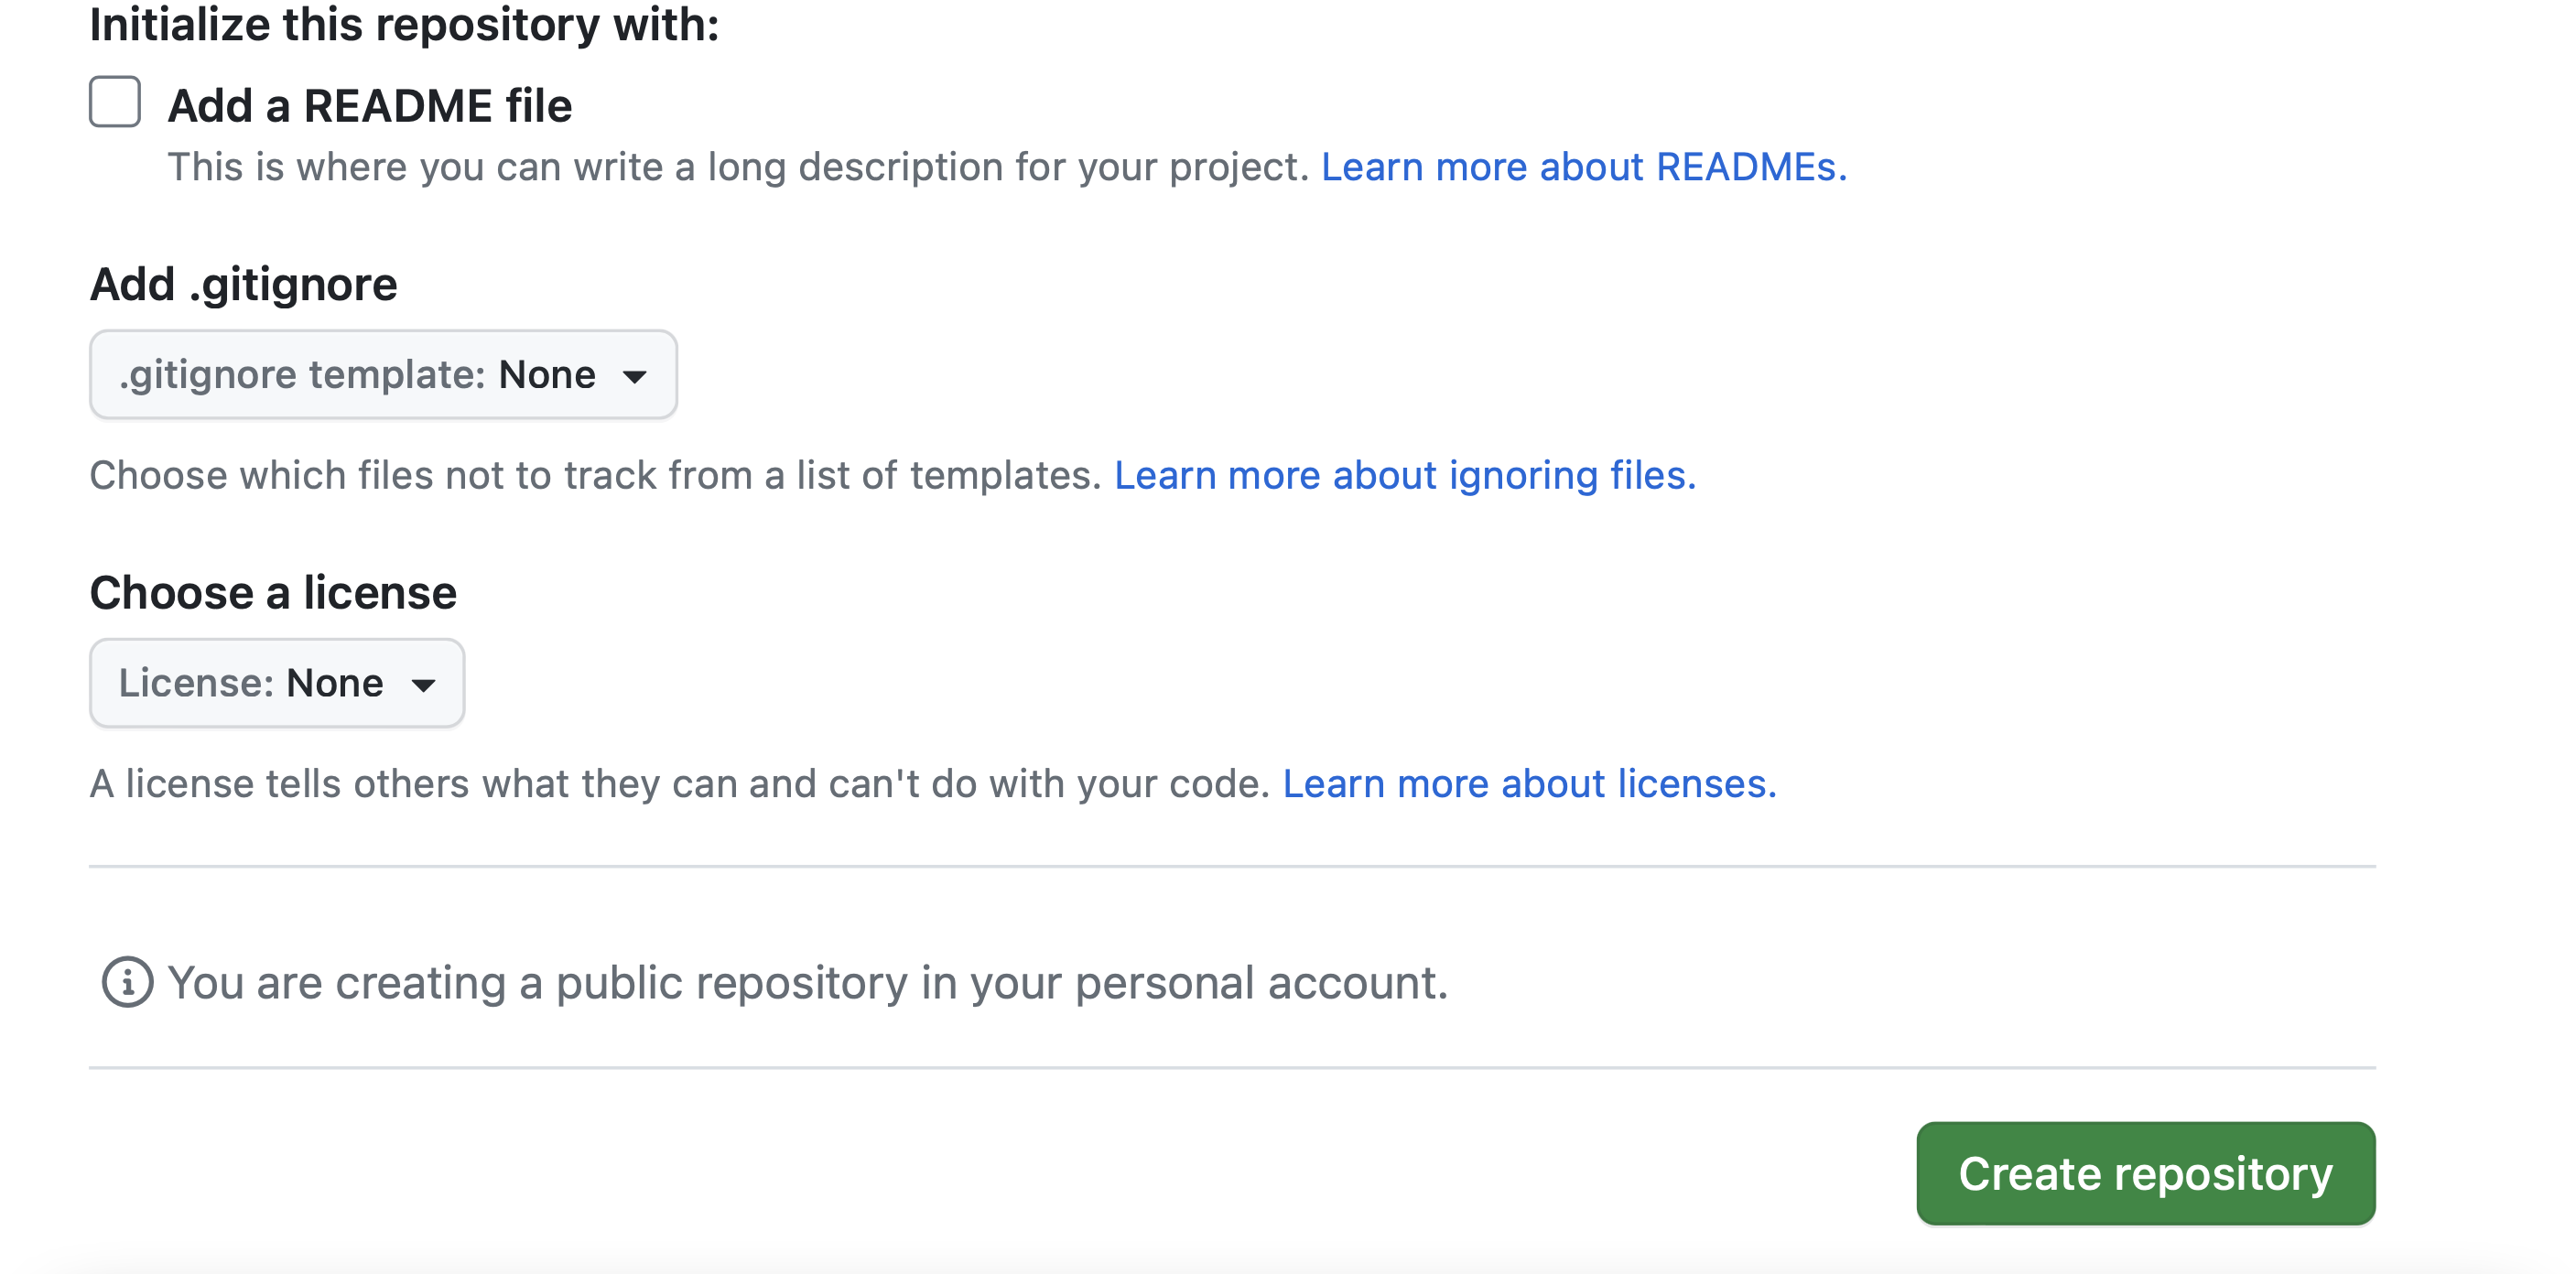 Initialize this repository with:
Add a README file
This is where you can write a long description for your project. Learn more about READMEs.
Add .gitignore
.gitignore template: None
Choose which files not to track from a list of templates. Learn more about ignoring files.
Choose a license
License: None
A license tells others what they can and can't do with your code. Learn more about licenses.
You are creating a public repository in your personal account.
Create repository